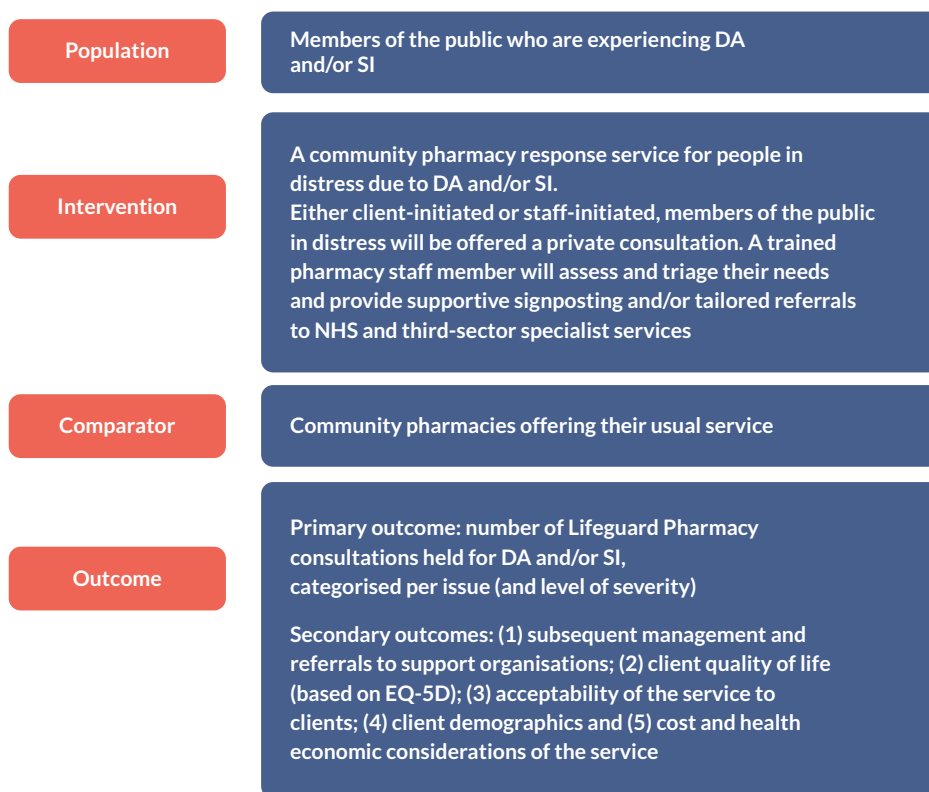 Population
Members of the public who are experiencing DA
and/or SI
Intervention
A community pharmacy response service for people in
distress due to DA and/or SI.
Either client-initiated or staff-initiated, members of the public
in distress will be offered a private consultation. A trained
pharmacy staff member will assess and triage their needs
and provide supportive signposting and/or tailored referrals
to NHS and third-sector specialist services
Comparator
Community pharmacies offering their usual service
Outcome
Primary outcome: number of Lifeguard Pharmacy
consultations held for DA and/or SI,
categorised per issue (and level of severity)
Secondary outcomes: (1) subsequent management and
referrals to support organisations; (2) client quality of life
(based on EQ-5D); (3) acceptability of the service to
clients; (4) client demographics and (5) cost and health
economic considerations of the service